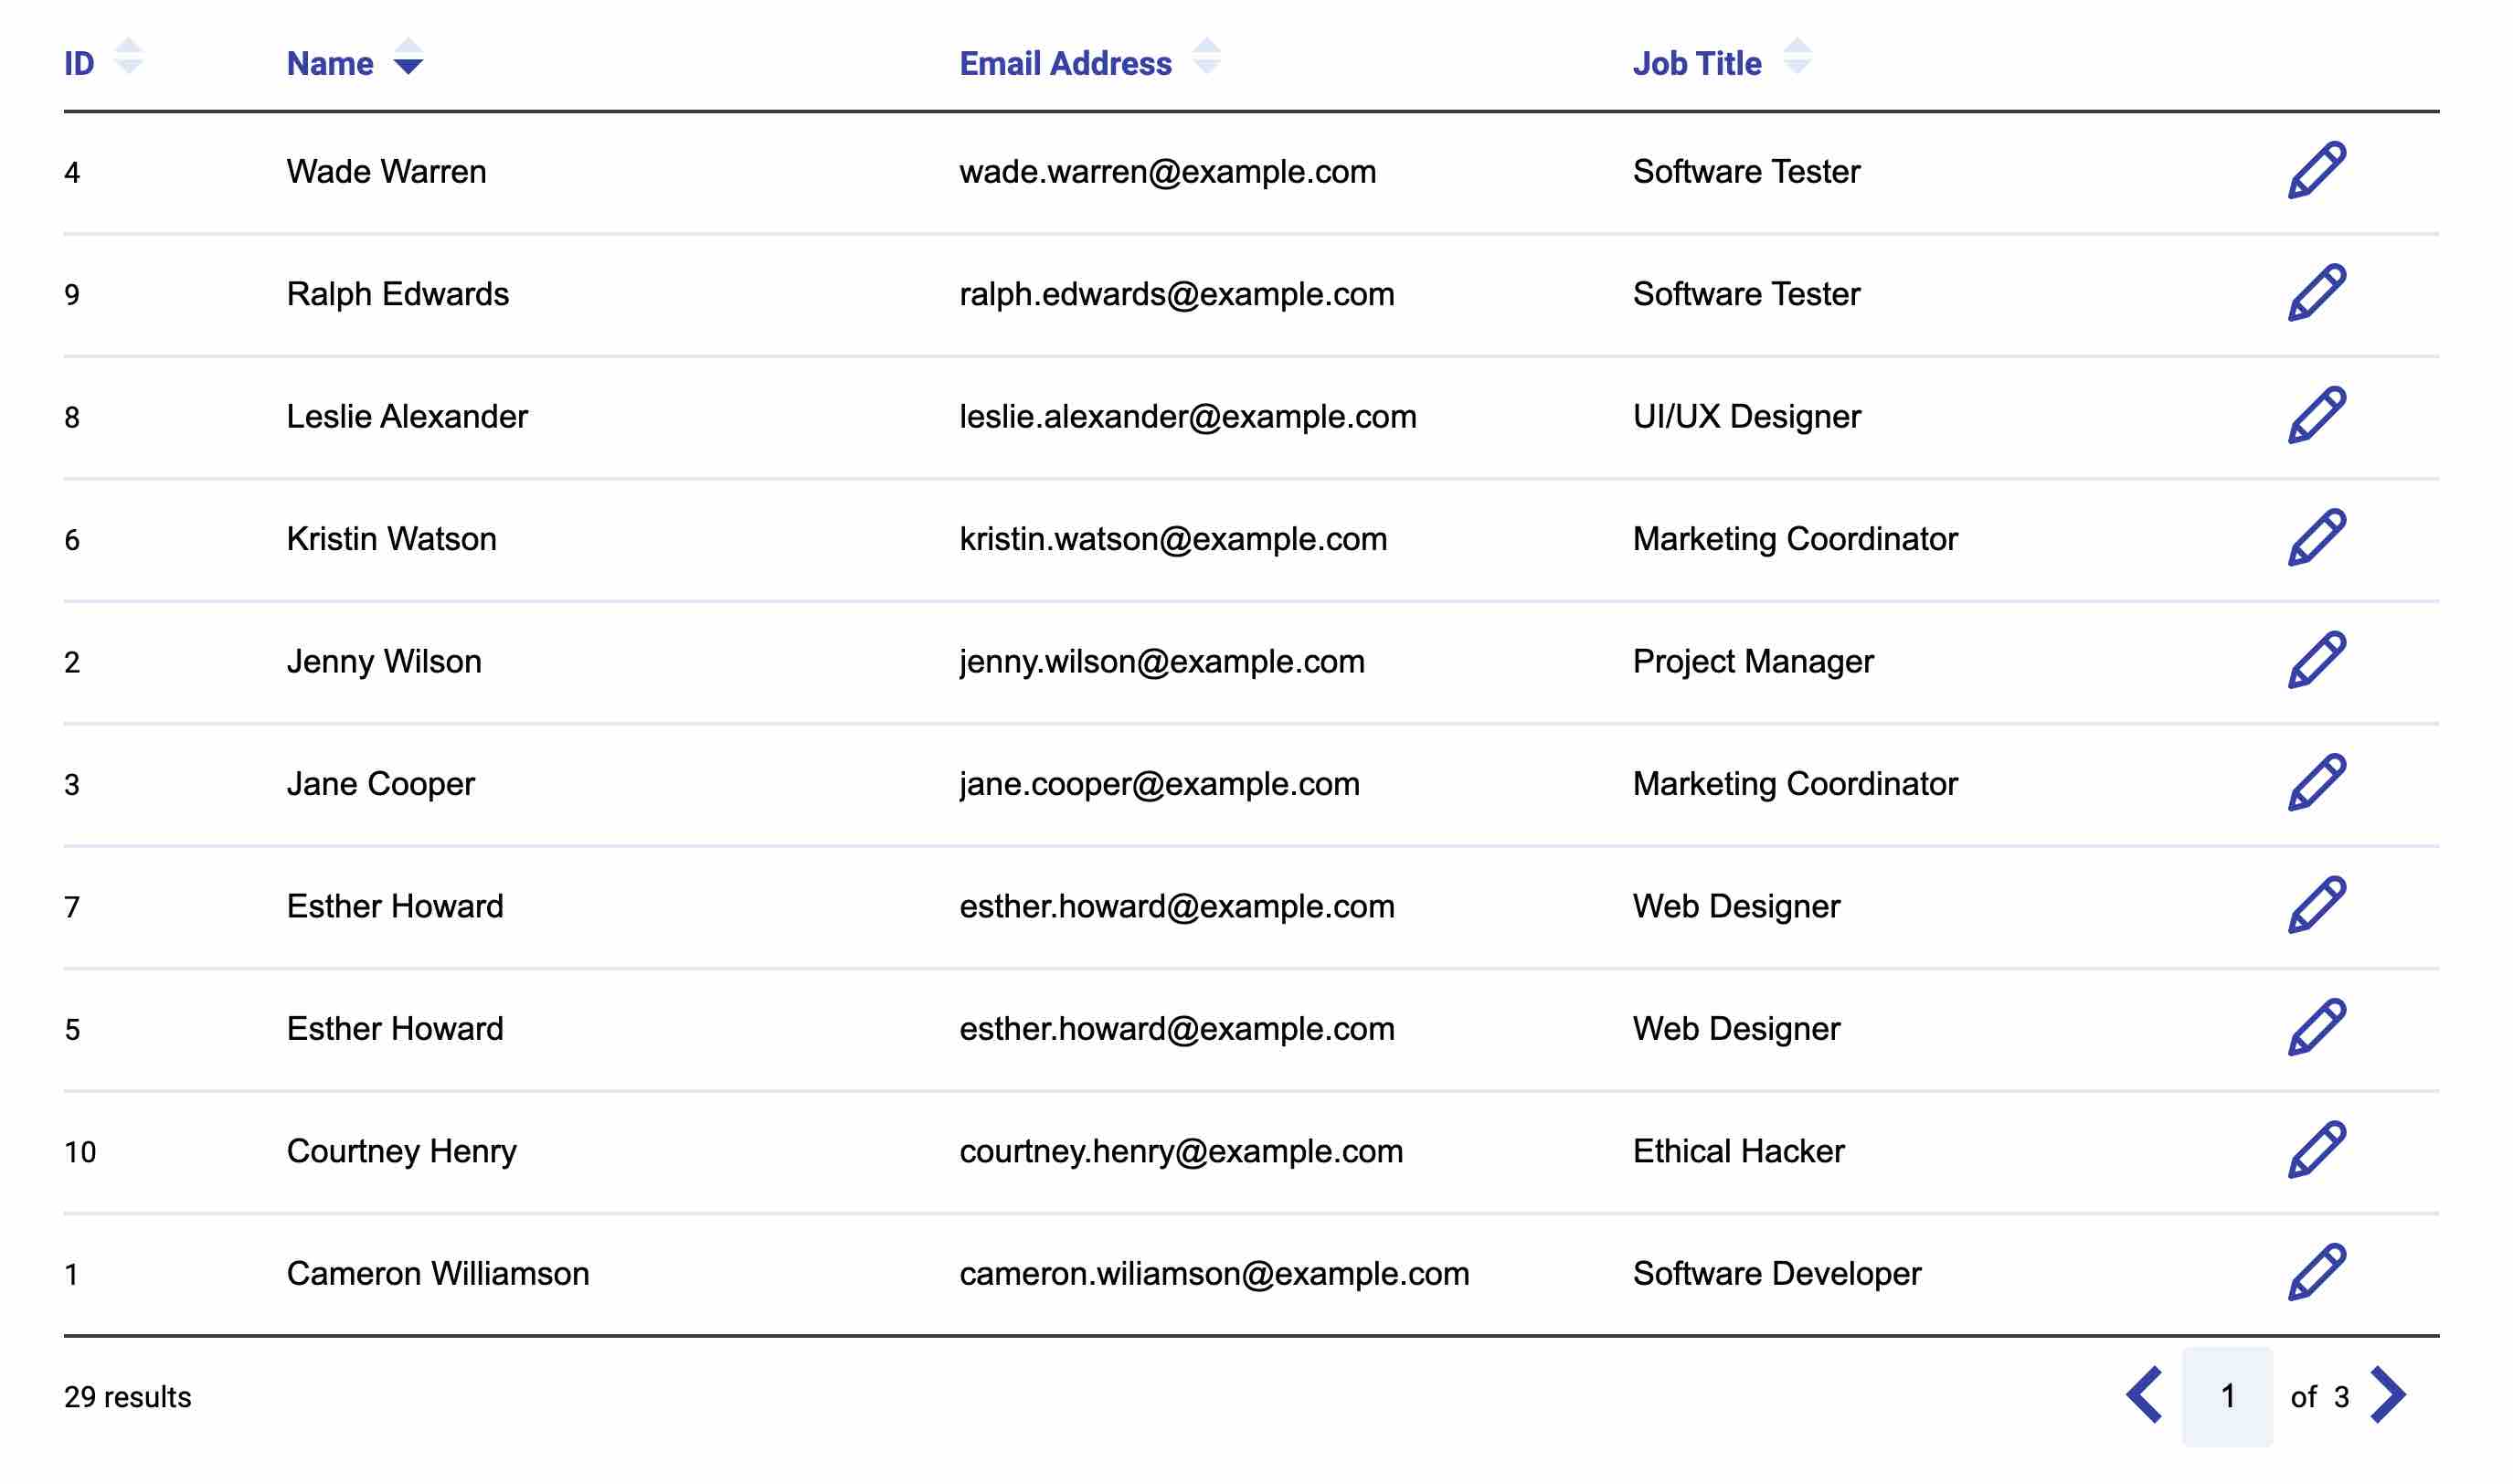 ID Name Email Address Job Title
4 Wade Warren wade.warren@example.com Software Tester
9 Ralph Edwards ralph.edwards@example.com Software Tester
8 Leslie Alexander leslie.alexander@example.com UI/UX Designer
6 Kristin Watson kristin.watson@example.com Marketing Coordinator
2 Jenny Wilson jenny.wilson@example.com Project Manager
3 Jane Cooper jane.cooper@example.com Marketing Coordinator
7 Esther Howard esther.howard@example.com Web Designer
5 Esther Howard esther.howard@example.com Web Designer
10 Courtney Henry courtney.henry@example.com Ethical Hacker
1 Cameron Williamson cameron.wiliamson@example.com Software Developer
29 results 1 of 3